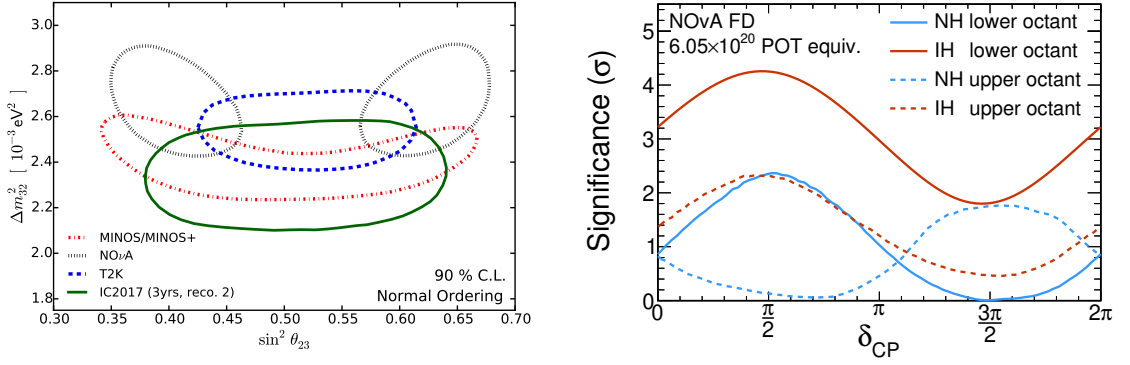 3.0
2.8
2.6
2.4
2.2
2.0
1.8
Δm²₃₂ [ 10⁻³ eV² ]
MINOS/MINOS+
NOνA
T2K
IC2017 (3yrs, reco. 2)
90 % C.L.
Normal Ordering
0.30 0.35 0.40 0.45 0.50 0.55 0.60 0.65 0.70
sin² θ₂₃
5
4
3
2
1
0
Significance (σ)
NOνA FD
6.05×10²⁰ POT equiv.
NH lower octant
IH lower octant
NH upper octant
IH upper octant
0 π/2 π 3π/2 2π
δ_CP